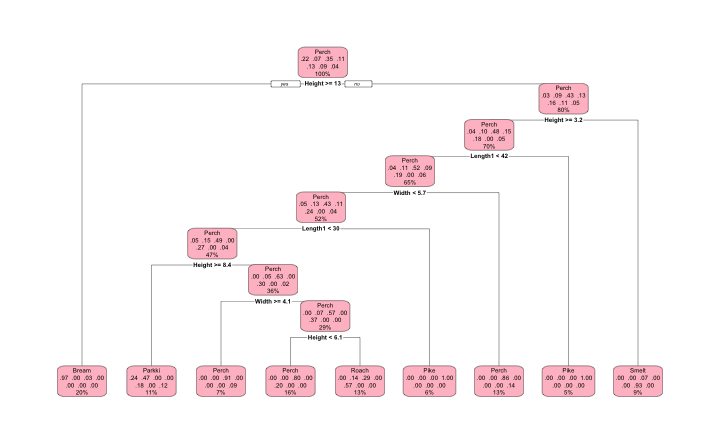 Perch
.22 .07 .35 .11
.13 .09 .04
100%
yes Height >= 13 no
Perch
.03 .09 .43 .13
.16 .11 .05
80%
Height >= 3.2
Perch
.04 .10 .48 .15
.18 .00 .05
70%
Length1 < 42
Perch
.04 .11 .52 .09
.19 .00 .06
65%
Width < 5.7
Perch
.05 .13 .43 .11
.24 .00 .04
52%
Length1 < 30
Perch
.05 .15 .49 .00
.27 .00 .04
47%
Height >= 8.4
Perch
.00 .05 .63 .00
.30 .00 .02
36%
Width >= 4.1
Perch
.00 .07 .57 .00
.37 .00 .00
29%
Height < 6.1
Bream
.97 .00 .03 .00
.00 .00 .00
20%
Parkki
.24 .47 .00 .00
.18 .00 .12
11%
Perch
.00 .00 .91 .00
.00 .00 .09
7%
Perch
.00 .00 .80 .00
.20 .00 .00
16%
Roach
.00 .14 .29 .00
.57 .00 .00
13%
Pike
.00 .00 .00 1.00
.00 .00 .00
6%
Perch
.00 .00 .86 .00
.00 .00 .14
13%
Pike
.00 .00 .00 1.00
.00 .00 .00
5%
Smelt
.00 .00 .07 .00
.00 .93 .00
9%